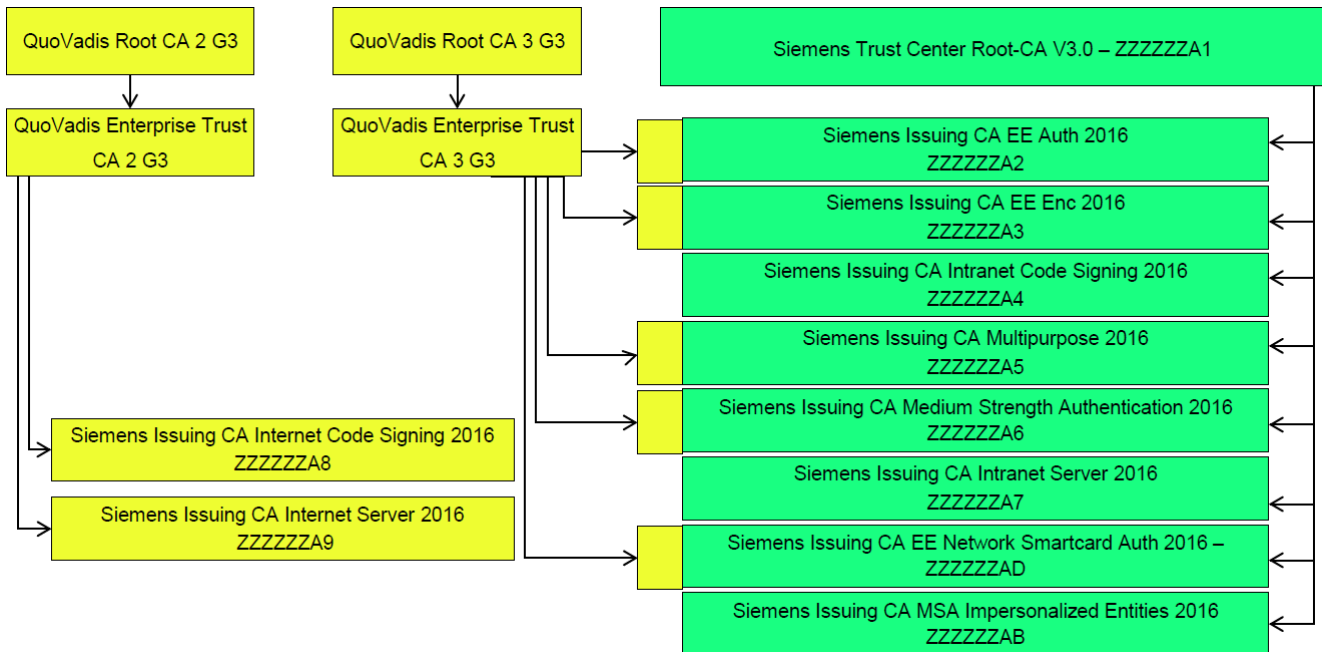 QuoVadis Root CA 2 G3
QuoVadis Root CA 3 G3
Siemens Trust Center Root-CA V3.0 – ZZZZZZA1
QuoVadis Enterprise Trust
CA 2 G3
QuoVadis Enterprise Trust
CA 3 G3
Siemens Issuing CA EE Auth 2016
ZZZZZZA2
Siemens Issuing CA EE Enc 2016
ZZZZZZA3
Siemens Issuing CA Intranet Code Signing 2016
ZZZZZZA4
Siemens Issuing CA Multipurpose 2016
ZZZZZZA5
Siemens Issuing CA Medium Strength Authentication 2016
ZZZZZZA6
Siemens Issuing CA Internet Code Signing 2016
ZZZZZZA8
Siemens Issuing CA Intranet Server 2016
ZZZZZZA7
Siemens Issuing CA Internet Server 2016
ZZZZZZA9
Siemens Issuing CA EE Network Smartcard Auth 2016 –
ZZZZZZAD
Siemens Issuing CA MSA Impersonalized Entities 2016
ZZZZZZAB